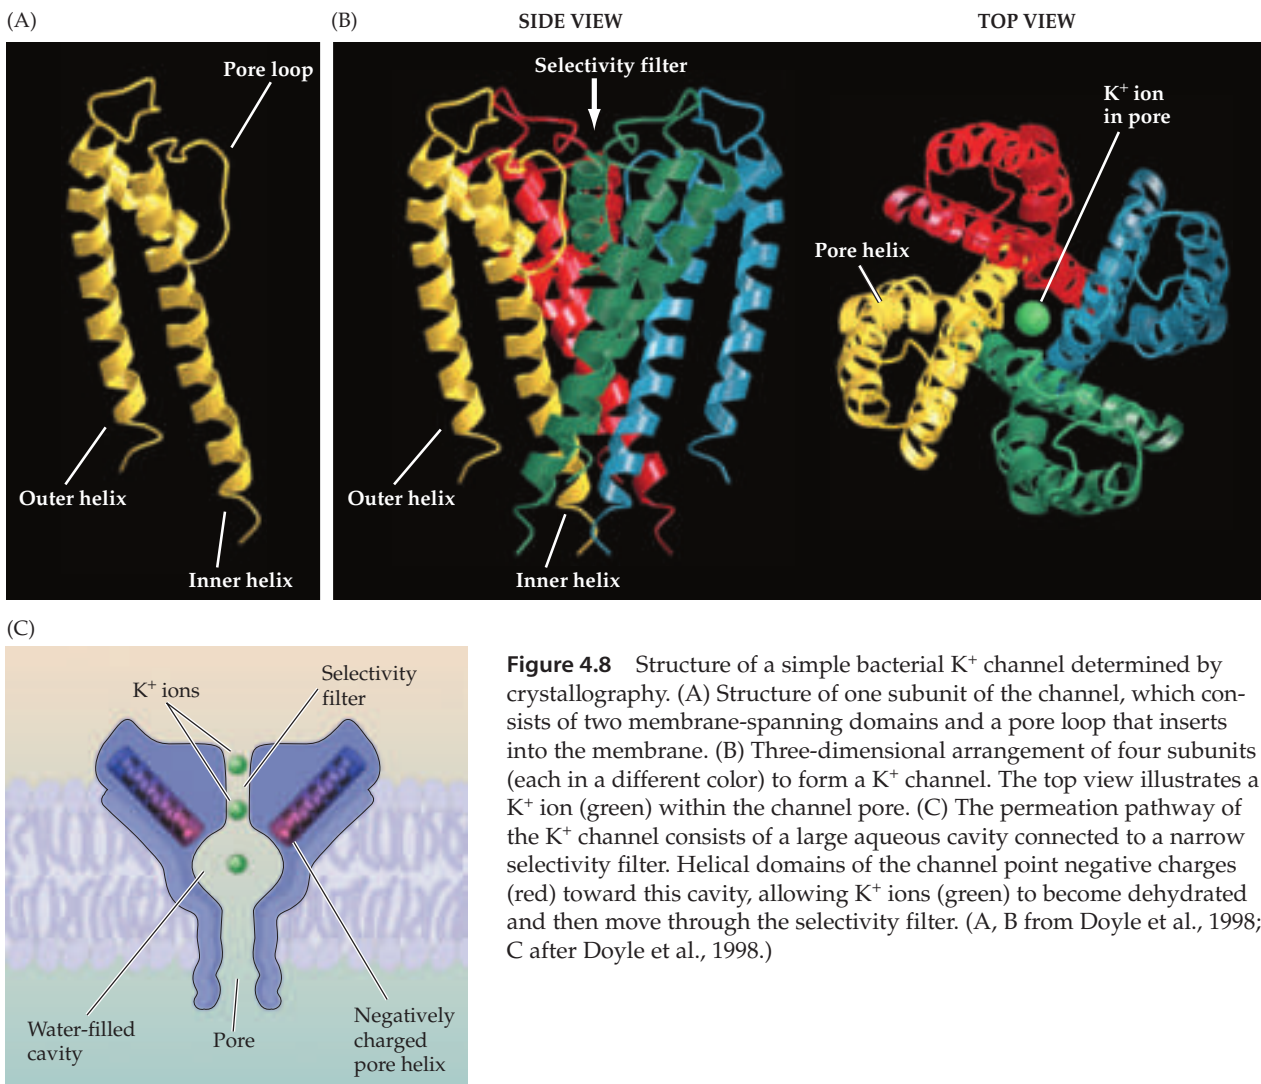 (A)
Pore loop
Outer helix
Inner helix
(B)
SIDE VIEW
TOP VIEW
Selectivity filter
Outer helix
Inner helix
K⁺ ion
in pore
Pore helix
(C)
K⁺ ions
Selectivity
filter
Water-filled
cavity
Pore
Negatively
charged
pore helix
Figure 4.8 Structure of a simple bacterial K⁺ channel determined by
crystallography. (A) Structure of one subunit of the channel, which con-
sists of two membrane-spanning domains and a pore loop that inserts
into the membrane. (B) Three-dimensional arrangement of four subunits
(each in a different color) to form a K⁺ channel. The top view illustrates a
K⁺ ion (green) within the channel pore. (C) The permeation pathway of
the K⁺ channel consists of a large aqueous cavity connected to a narrow
selectivity filter. Helical domains of the channel point negative charges
(red) toward this cavity, allowing K⁺ ions (green) to become dehydrated
and then move through the selectivity filter. (A, B from Doyle et al., 1998;
C after Doyle et al., 1998.)